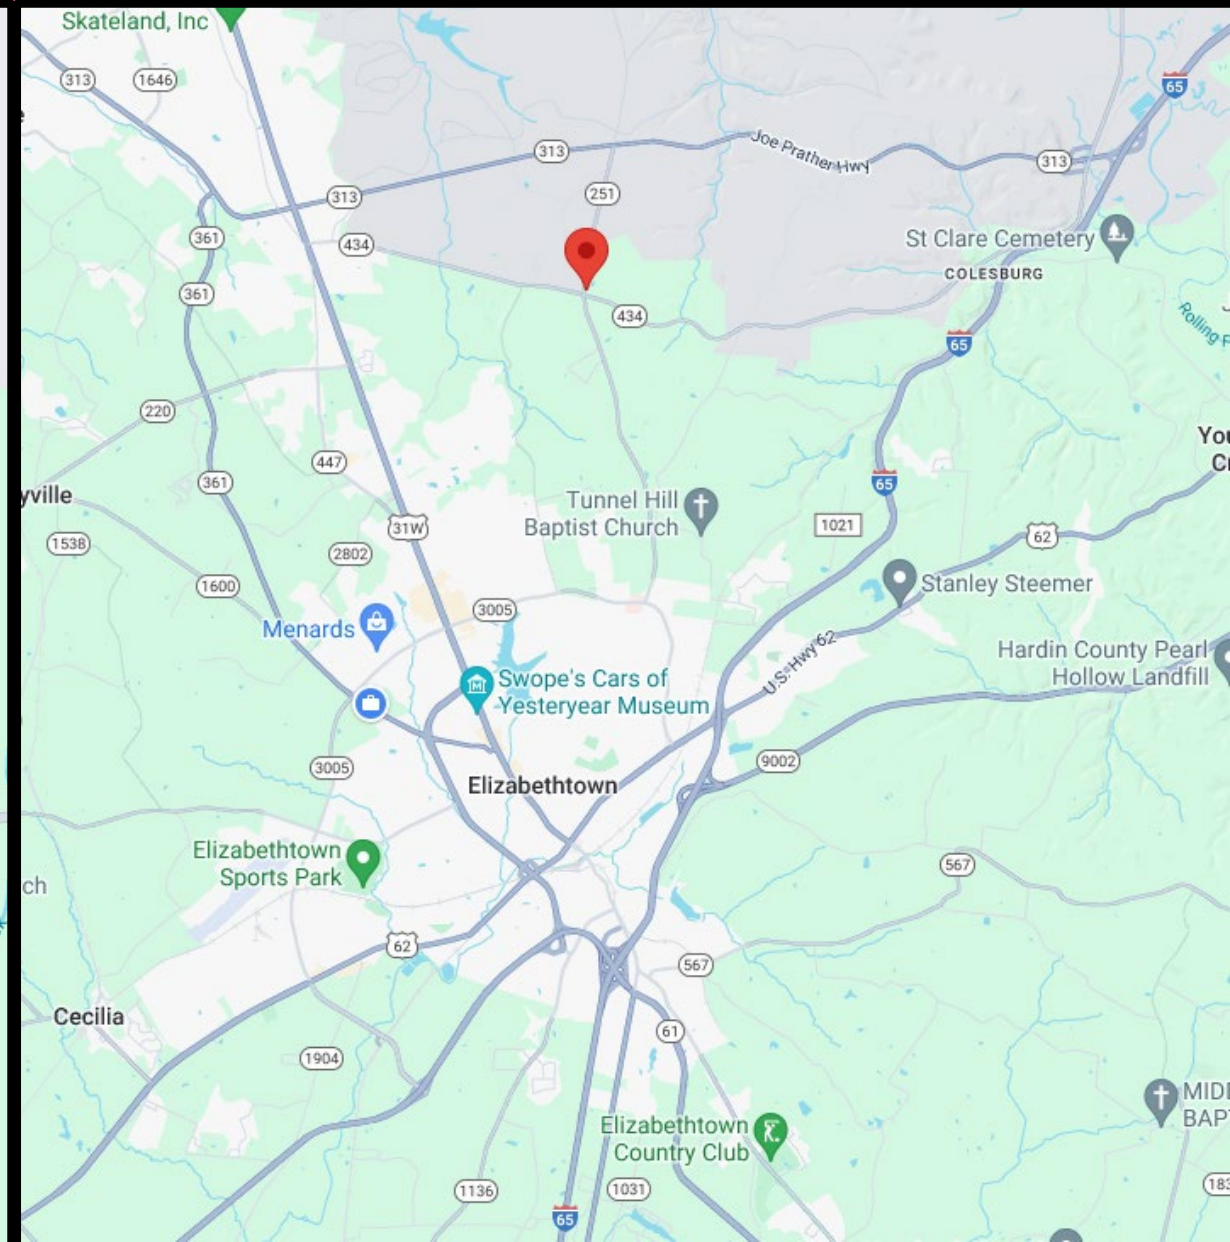 Skateland, Inc
65
313
1646
313
Joe Prather Hwy
313
251
313
361
434
St Clare Cemetery
COLESBURG
361
434
65
220
447
361
65
Tunnel Hill
Baptist Church
1021
31W
62
1538
2802
1600
Stanley Steemer
3005
Menards
U.S. Hwy 62
Hardin County Pearl
Hollow Landfill
Swope's Cars of
Yesteryear Museum
3005
9002
Elizabethtown
Elizabethtown
Sports Park
567
62
567
Cecilia
61
1904
Elizabethtown
Country Club
1136
1031
65